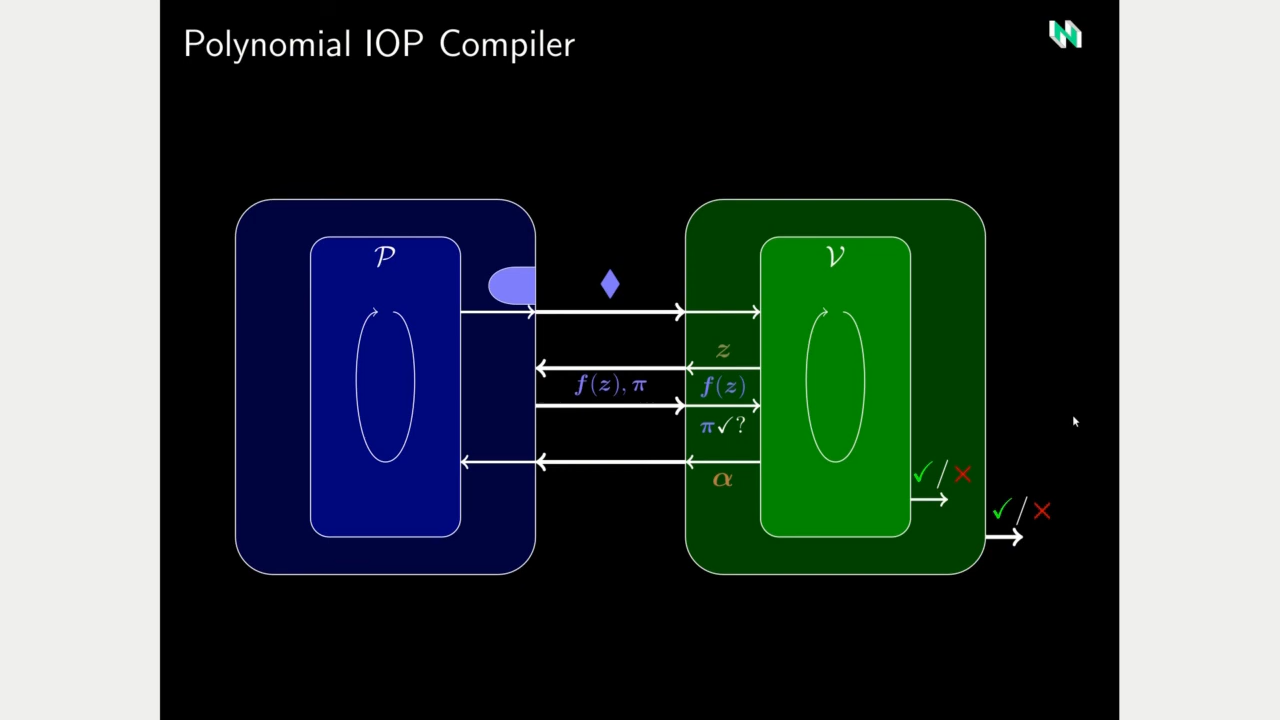 Polynomial IOP Compiler
𝒫
𝒱
z
f(z), π
f(z)
π✓?
α
✓/✗
✓/✗